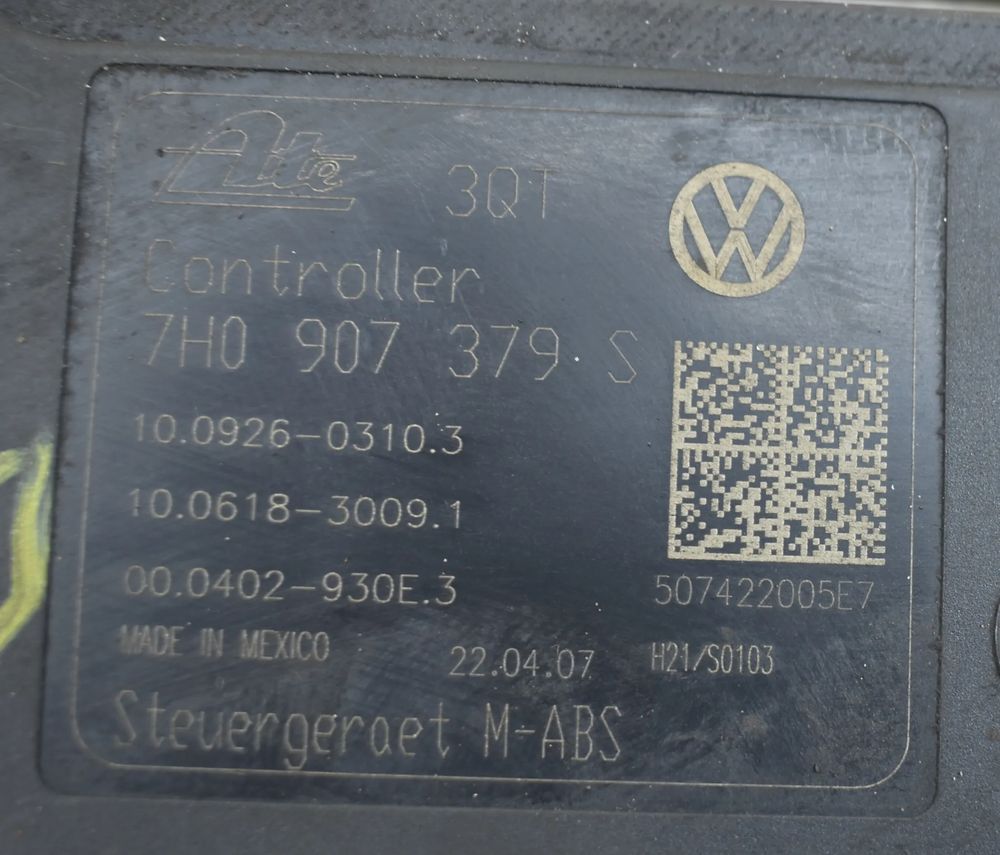 Ate 3QT
Controller
7H0 907 379 S
10.0926-0310.3
10.0618-3009.1
00.0402-930E.3
507422005E7
MADE IN MEXICO 22.04.07 H21/S0103
Steuergeraet M-ABS